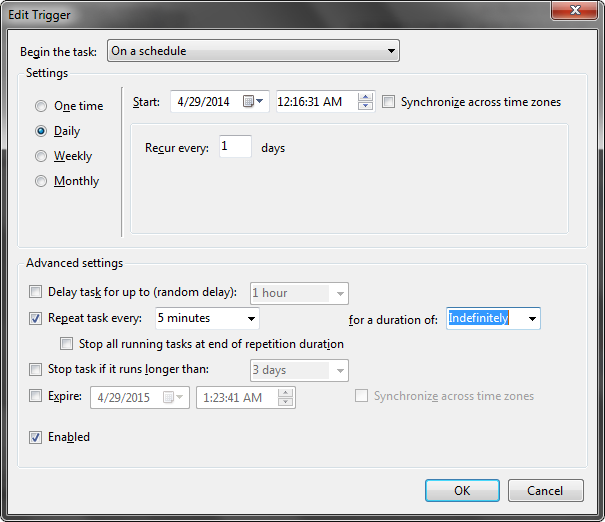 Edit Trigger
Begin the task: On a schedule
Settings
One time
Daily
Weekly
Monthly
Start: 4/29/2014 12:16:31 AM Synchronize across time zones
Recur every: 1 days
Advanced settings
Delay task for up to (random delay): 1 hour
Repeat task every: 5 minutes for a duration of: Indefinitely
Stop all running tasks at end of repetition duration
Stop task if it runs longer than: 3 days
Expire: 4/29/2015 1:23:41 AM Synchronize across time zones
Enabled
OK Cancel